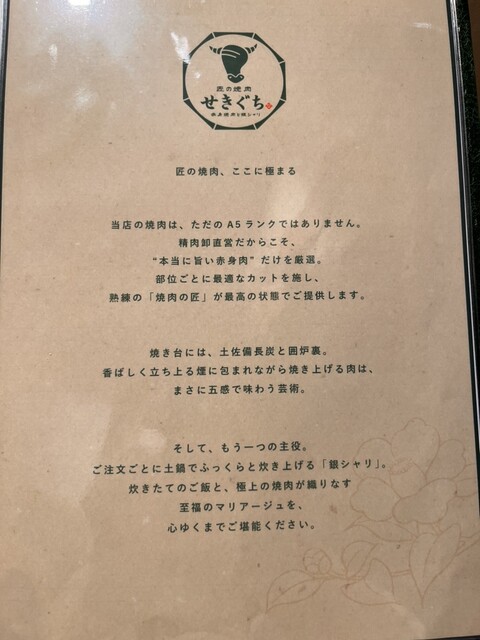 匠の焼肉
せきぐち
匠の焼肉、ここに極まる
当店の焼肉は、ただの A5 ランクではありません。
精肉卸直営だからこそ、
“本当に旨い赤身肉” だけを厳選。
部位ごとに最適なカットを施し、
熟練の「焼肉の匠」が最高の状態でご提供します。
焼き台には、土佐備長炭と囲炉裏。
香ばしく立ち上る煙に包まれながら焼き上げる肉は、
まさに五感で味わう芸術。
そして、もう一つの主役。
ご注文ごとに土鍋でふっくらと炊き上げる「銀シャリ」。
炊きたてのご飯と、極上の焼肉が織りなす
至福のマリアージュを、
心ゆくまでご堪能ください。